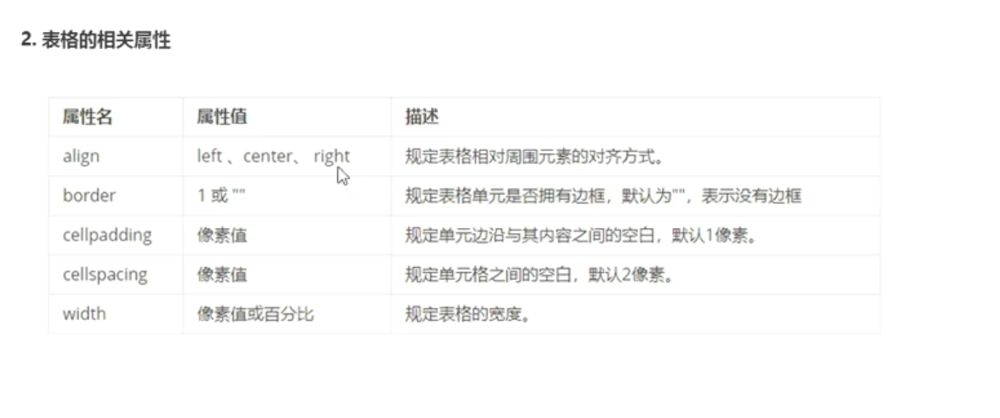 2. 表格的相关属性
属性名 属性值 描述
align left 、center、 right 规定表格相对周围元素的对齐方式。
border 1 或 "" 规定表格单元是否拥有边框，默认为""，表示没有边框
cellpadding 像素值 规定单元边沿与其内容之间的空白，默认1像素。
cellspacing 像素值 规定单元格之间的空白，默认2像素。
width 像素值或百分比 规定表格的宽度。